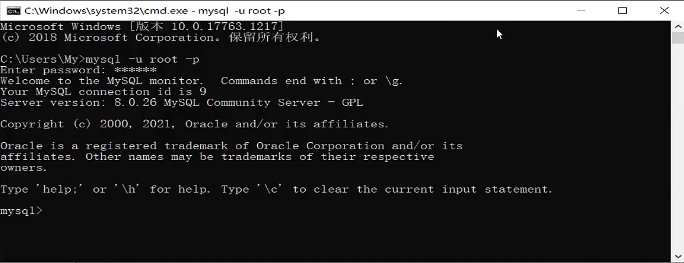 C:\Windows\system32\cmd.exe - mysql -u root -p
Microsoft Windows [版本 10.0.17763.1217]
(c) 2018 Microsoft Corporation。保留所有权利。
C:\Users\My>mysql -u root -p
Enter password: ******
Welcome to the MySQL monitor.  Commands end with ; or \g.
Your MySQL connection id is 9
Server version: 8.0.26 MySQL Community Server - GPL
Copyright (c) 2000, 2021, Oracle and/or its affiliates.
Oracle is a registered trademark of Oracle Corporation and/or its
affiliates. Other names may be trademarks of their respective
owners.
Type 'help;' or '\h' for help. Type '\c' to clear the current input statement.
mysql>